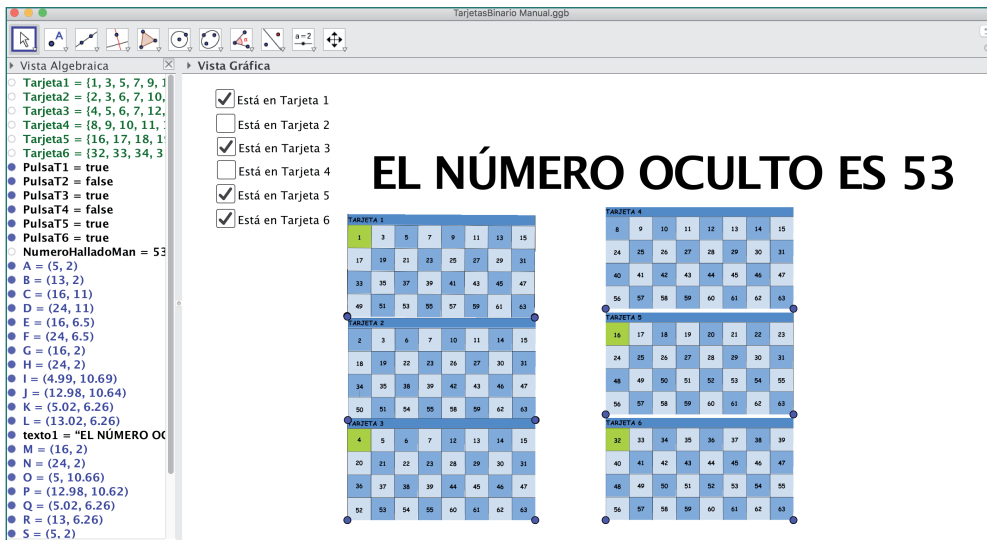 TarjetasBinario Manual.ggb
A
a=2
Vista Algebraica
Vista Gráfica
Tarjeta1 = {1, 3, 5, 7, 9, 1
Tarjeta2 = {2, 3, 6, 7, 10,
Tarjeta3 = {4, 5, 6, 7, 12,
Tarjeta4 = {8, 9, 10, 11,
Tarjeta5 = {16, 17, 18, 1
Tarjeta6 = {32, 33, 34, 3
PulsaT1 = true
PulsaT2 = false
PulsaT3 = true
PulsaT4 = false
PulsaT5 = true
PulsaT6 = true
NumeroHalladoMan = 53
A = (5, 2)
B = (13, 2)
C = (16, 11)
D = (24, 11)
E = (16, 6.5)
F = (24, 6.5)
G = (16, 2)
H = (24, 2)
I = (4.99, 10.69)
J = (12.98, 10.64)
K = (5.02, 6.26)
L = (13.02, 6.26)
texto1 = "EL NÚMERO O
M = (16, 2)
N = (24, 2)
O = (5, 10.66)
P = (12.98, 10.62)
Q = (5.02, 6.26)
R = (13, 6.26)
S = (5, 2)
Está en Tarjeta 1
Está en Tarjeta 2
Está en Tarjeta 3
Está en Tarjeta 4
Está en Tarjeta 5
Está en Tarjeta 6
EL NÚMERO OCULTO ES 53
TARJETA 1
1 3 5 7 9 11 13 15
17 19 21 23 25 27 29 31
33 35 37 39 41 43 45 47
49 51 53 55 57 59 61 63
TARJETA 2
2 3 6 7 10 11 14 15
18 19 22 23 26 27 30 31
34 35 38 39 42 43 46 47
50 51 54 55 58 59 62 63
TARJETA 3
4 5 6 7 12 13 14 15
20 21 22 23 28 29 30 31
36 37 38 39 44 45 46 47
52 53 54 55 60 61 62 63
TARJETA 4
8 9 10 11 12 13 14 15
24 25 26 27 28 29 30 31
40 41 42 43 44 45 46 47
56 57 58 59 60 61 62 63
TARJETA 5
16 17 18 19 20 21 22 23
24 25 26 27 28 29 30 31
48 49 50 51 52 53 54 55
56 57 58 59 60 61 62 63
TARJETA 6
32 33 34 35 36 37 38 39
40 41 42 43 44 45 46 47
48 49 50 51 52 53 54 55
56 57 58 59 60 61 62 63